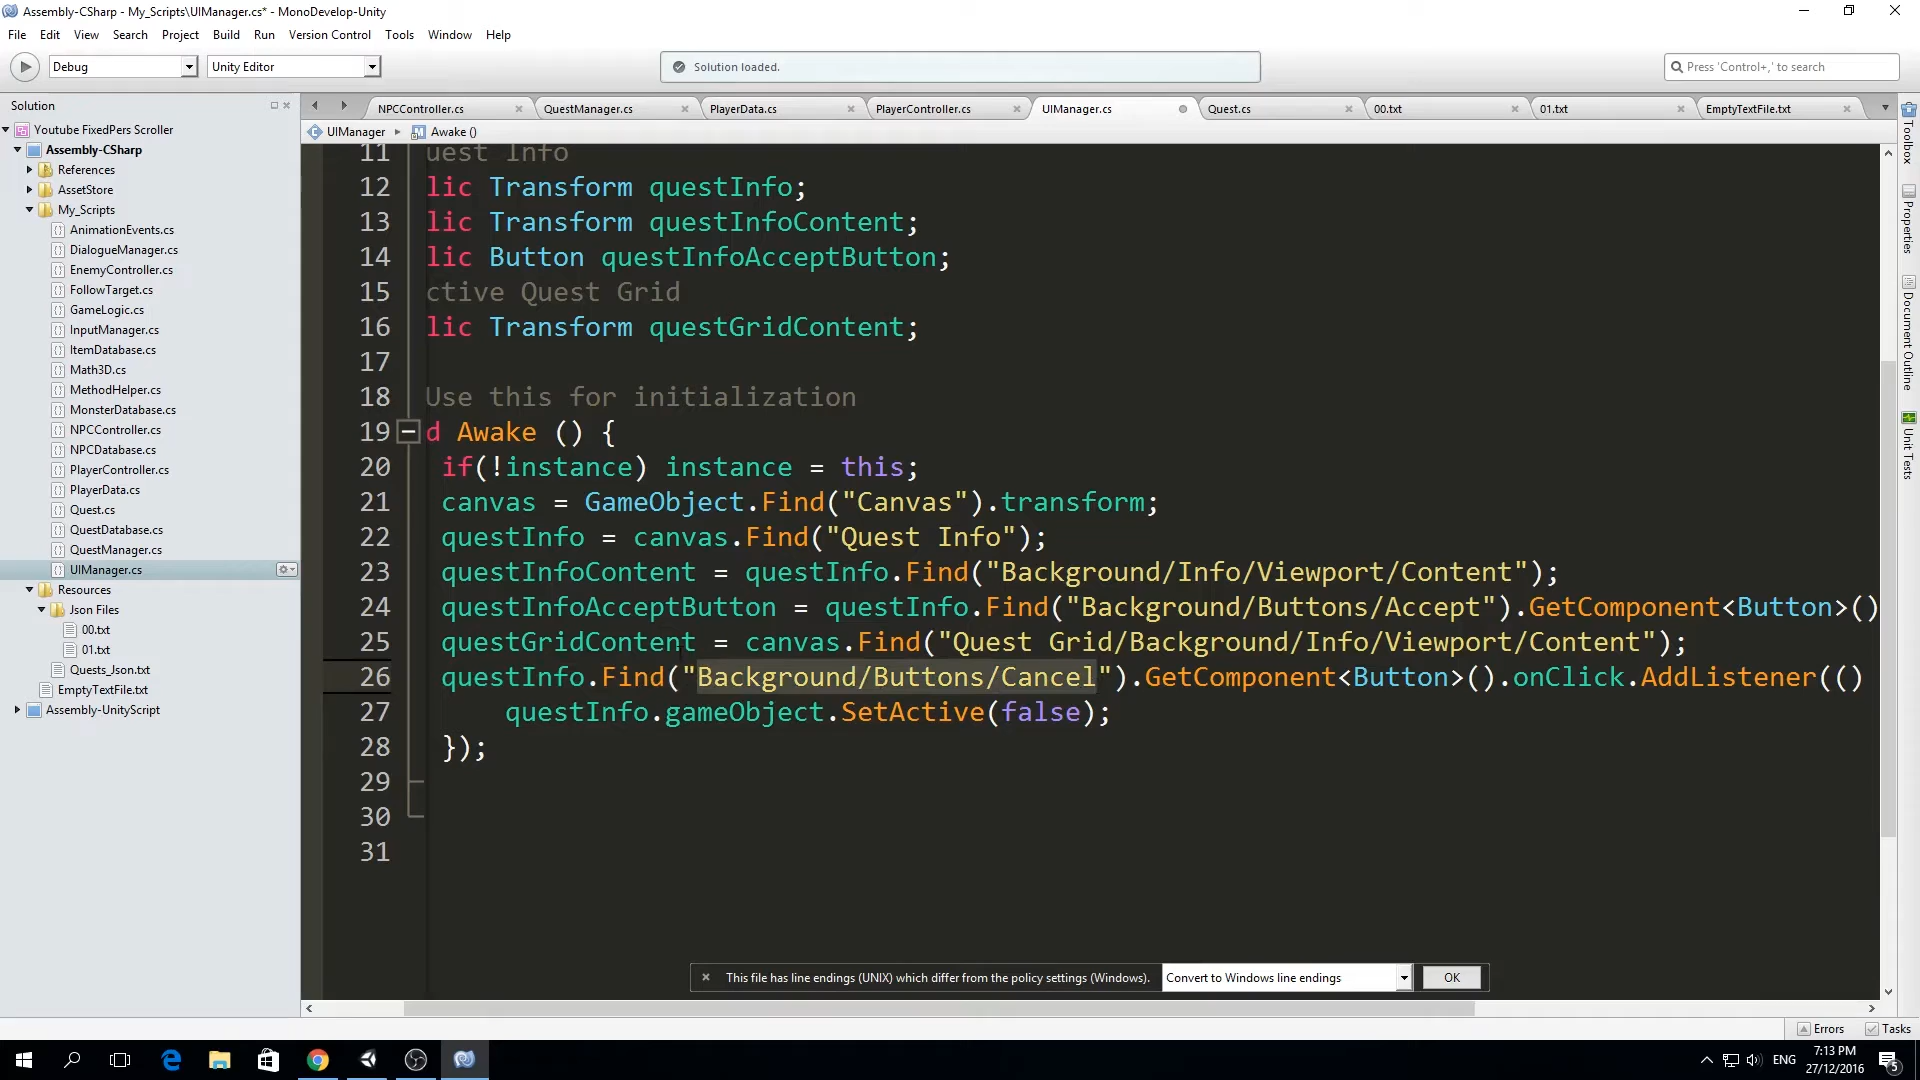 Assembly-CSharp - My_Scripts\UIManager.cs* - MonoDevelop-Unity
File Edit View Search Project Build Run Version Control Tools Window Help
Debug Unity Editor Solution loaded. Press 'Control+,' to search
Solution
NPCController.cs QuestManager.cs PlayerData.cs PlayerController.cs UIManager.cs Quest.cs 00.txt 01.txt EmptyTextFile.txt
UIManager Awake ()
Youtube FixedPers Scroller
Assembly-CSharp
References
AssetStore
My_Scripts
AnimationEvents.cs
DialogueManager.cs
EnemyController.cs
FollowTarget.cs
GameLogic.cs
InputManager.cs
ItemDatabase.cs
Math3D.cs
MethodHelper.cs
MonsterDatabase.cs
NPCController.cs
NPCDatabase.cs
PlayerController.cs
PlayerData.cs
Quest.cs
QuestDatabase.cs
QuestManager.cs
UIManager.cs
Resources
Json Files
00.txt
01.txt
Quests_Json.txt
EmptyTextFile.txt
Assembly-UnityScript
11 uest Info
12 lic Transform questInfo;
13 lic Transform questInfoContent;
14 lic Button questInfoAcceptButton;
15 ctive Quest Grid
16 lic Transform questGridContent;
17
18 Use this for initialization
19 d Awake () {
20 if(!instance) instance = this;
21 canvas = GameObject.Find("Canvas").transform;
22 questInfo = canvas.Find("Quest Info");
23 questInfoContent = questInfo.Find("Background/Info/Viewport/Content");
24 questInfoAcceptButton = questInfo.Find("Background/Buttons/Accept").GetComponent<Button>()
25 questGridContent = canvas.Find("Quest Grid/Background/Info/Viewport/Content");
26 questInfo.Find("Background/Buttons/Cancel").GetComponent<Button>().onClick.AddListener(()
27 questInfo.gameObject.SetActive(false);
28 });
29
30
31
This file has line endings (UNIX) which differ from the policy settings (Windows). Convert to Windows line endings OK
Toolbox
Properties
Document Outline
Unit Tests
Errors Tasks
ENG 7:13 PM
27/12/2016
5